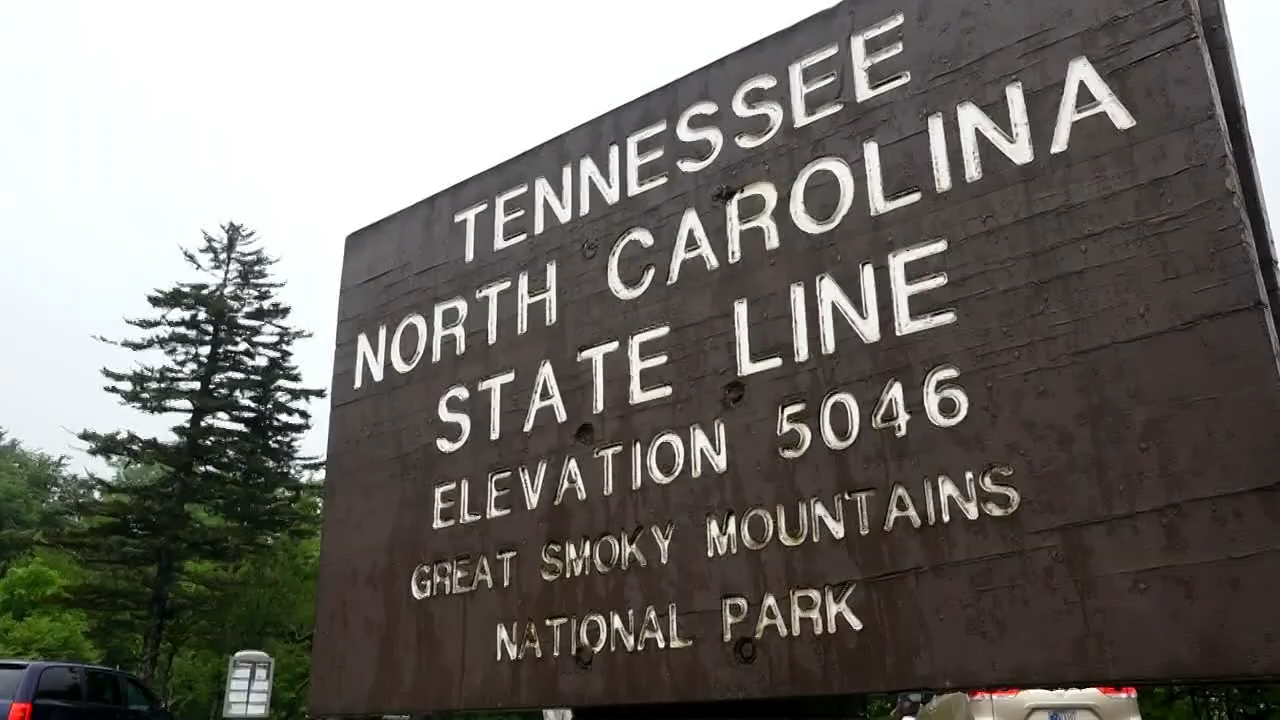 TENNESSEE
NORTH CAROLINA
STATE LINE
ELEVATION 5046
GREAT SMOKY MOUNTAINS
NATIONAL PARK